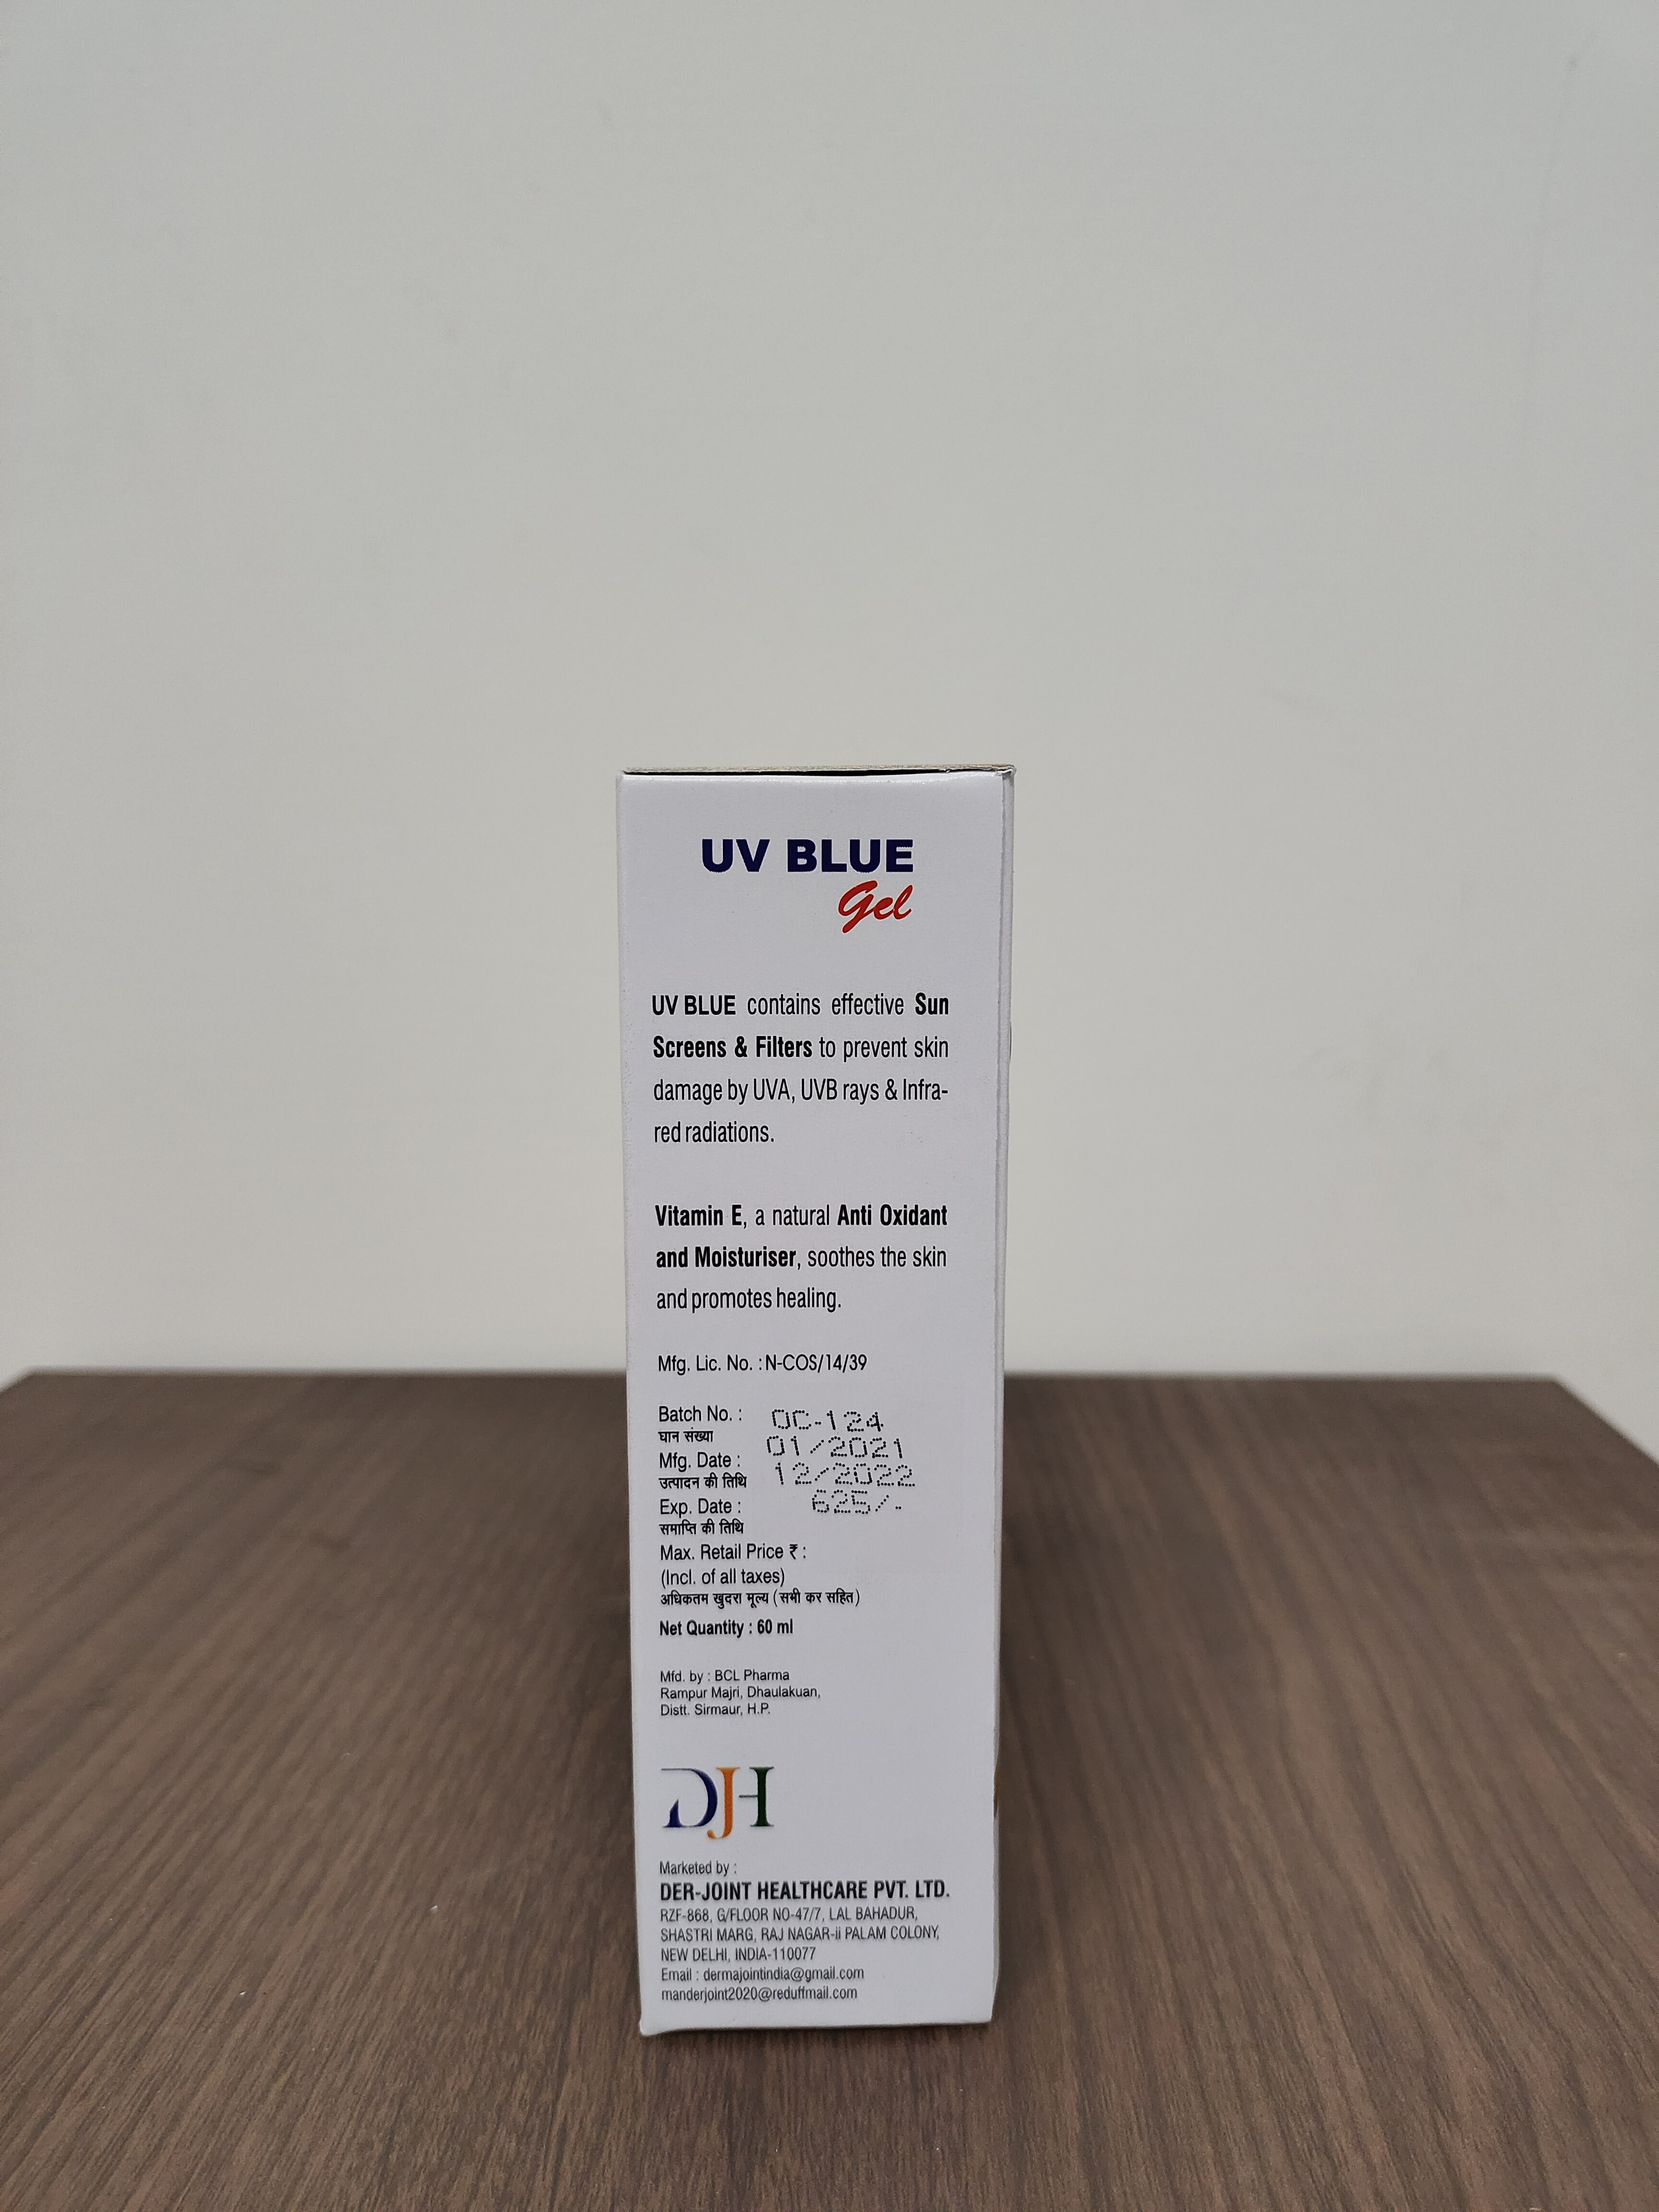 UV BLUE
Gel
UV BLUE contains effective Sun
Screens & Filters to prevent skin
damage by UVA, UVB rays & Infra-
red radiations.
Vitamin E, a natural Anti Oxidant
and Moisturiser, soothes the skin
and promotes healing.
Mfg. Lic. No. : N-COS/14/39
Batch No. : OC-124
घान संख्या
Mfg. Date : 01/2021
उत्पादन की तिथि
Exp. Date : 12/2022
समाप्ति की तिथि
Max. Retail Price ₹ : 625/-
(Incl. of all taxes)
अधिकतम खुदरा मूल्य (सभी कर सहित)
Net Quantity : 60 ml
Mfd. by : BCL Pharma
Rampur Majri, Dhaulakuan,
Distt. Sirmaur, H.P.
DJH
Marketed by :
DER-JOINT HEALTHCARE PVT. LTD.
RZF-868, G/FLOOR NO-47/7, LAL BAHADUR,
SHASTRI MARG, RAJ NAGAR-ii PALAM COLONY,
NEW DELHI, INDIA-110077
Email : dermajointindia@gmail.com
manderjoint2020@reduffmail.com